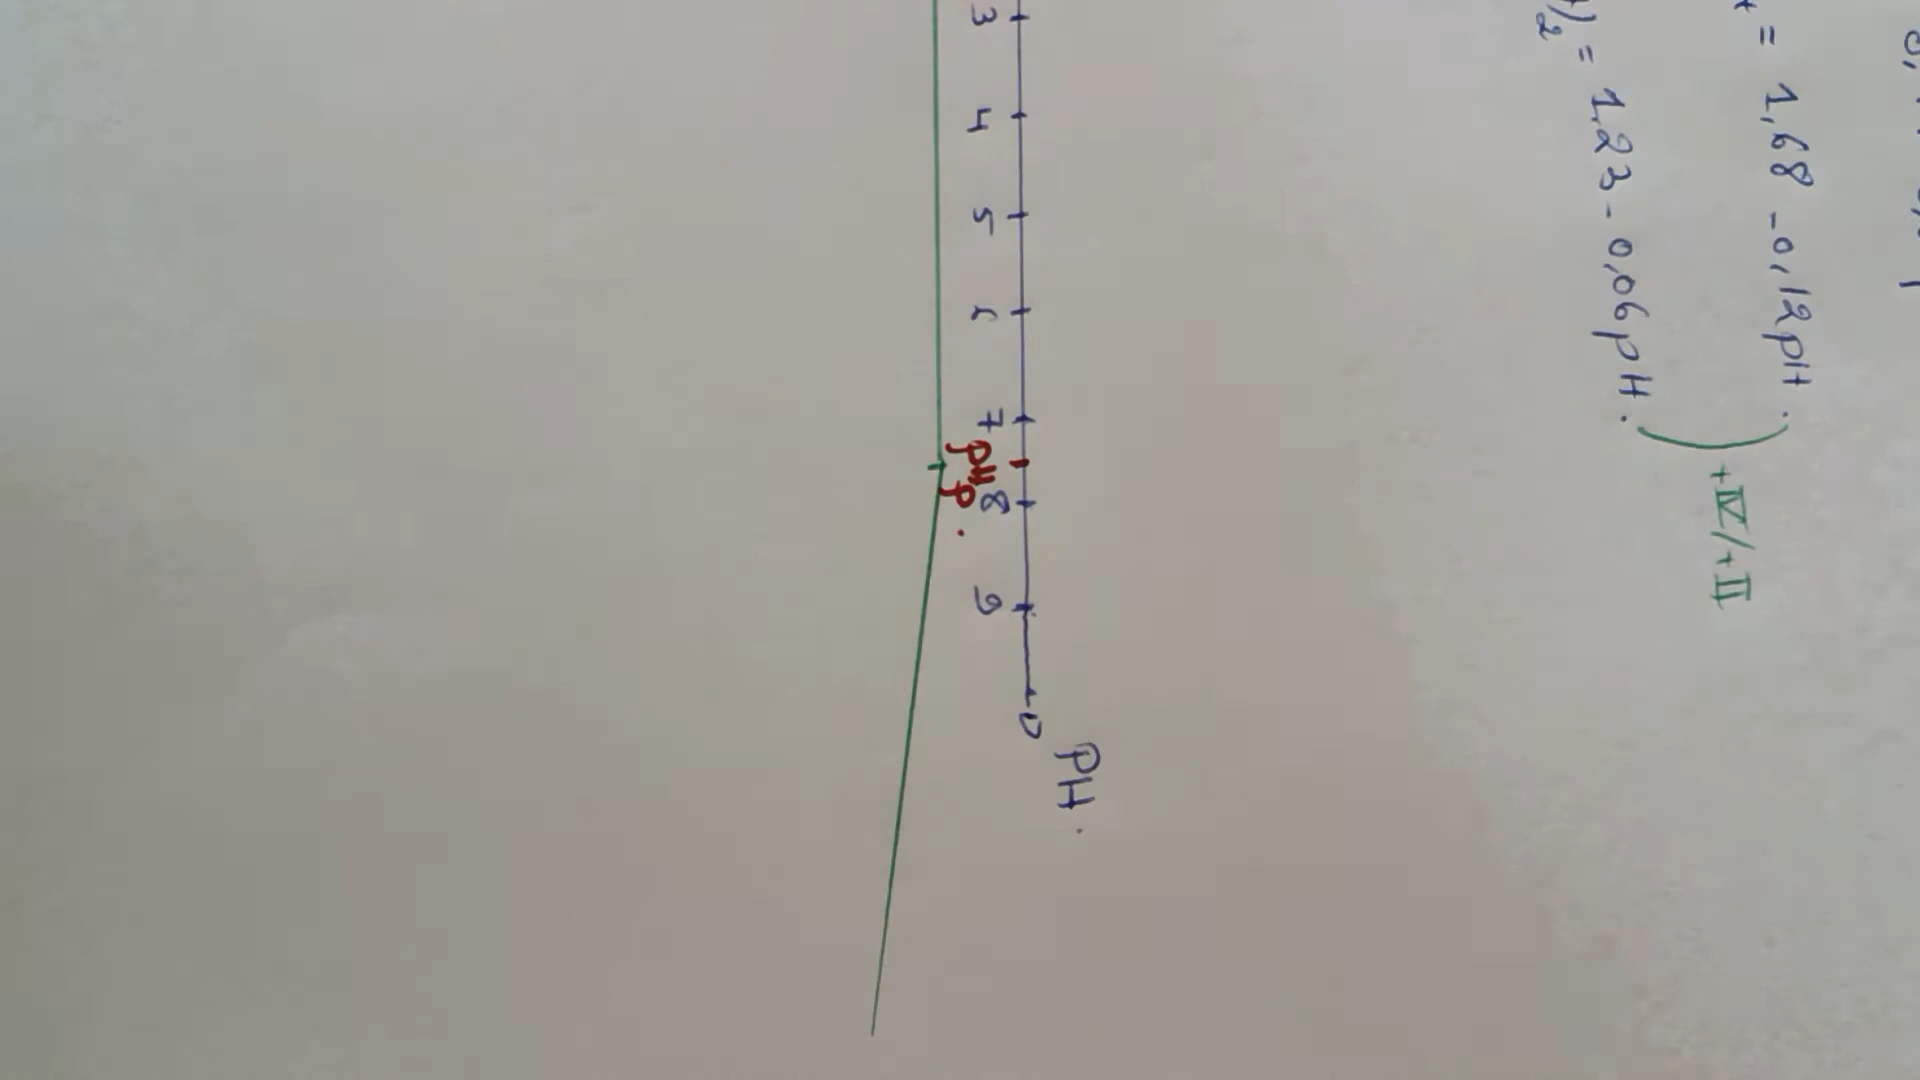 = 1,68 - 0,12pH.
)₂ = 1,23 - 0,06pH.
+IV/+II
3 4 5 6 7 8 9
pHp.
PH.